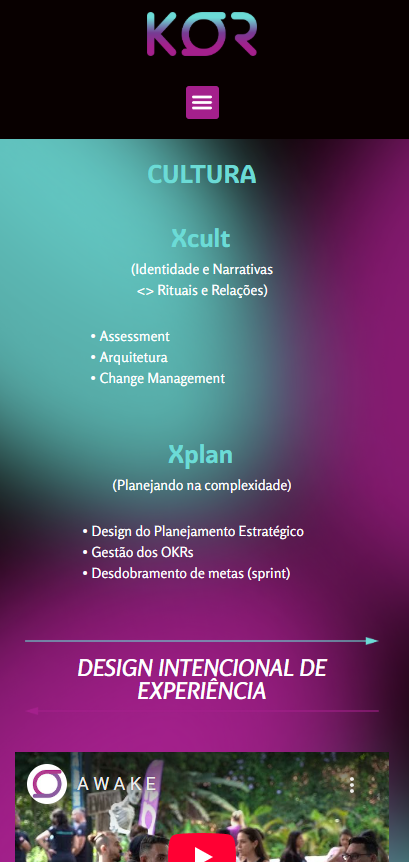 KOR
CULTURA
Xcult
(Identidade e Narrativas
<> Rituais e Relações)
• Assessment
• Arquitetura
• Change Management
Xplan
(Planejando na complexidade)
• Design do Planejamento Estratégico
• Gestão dos OKRs
• Desdobramento de metas (sprint)
DESIGN INTENCIONAL DE
EXPERIÊNCIA
AWAKE